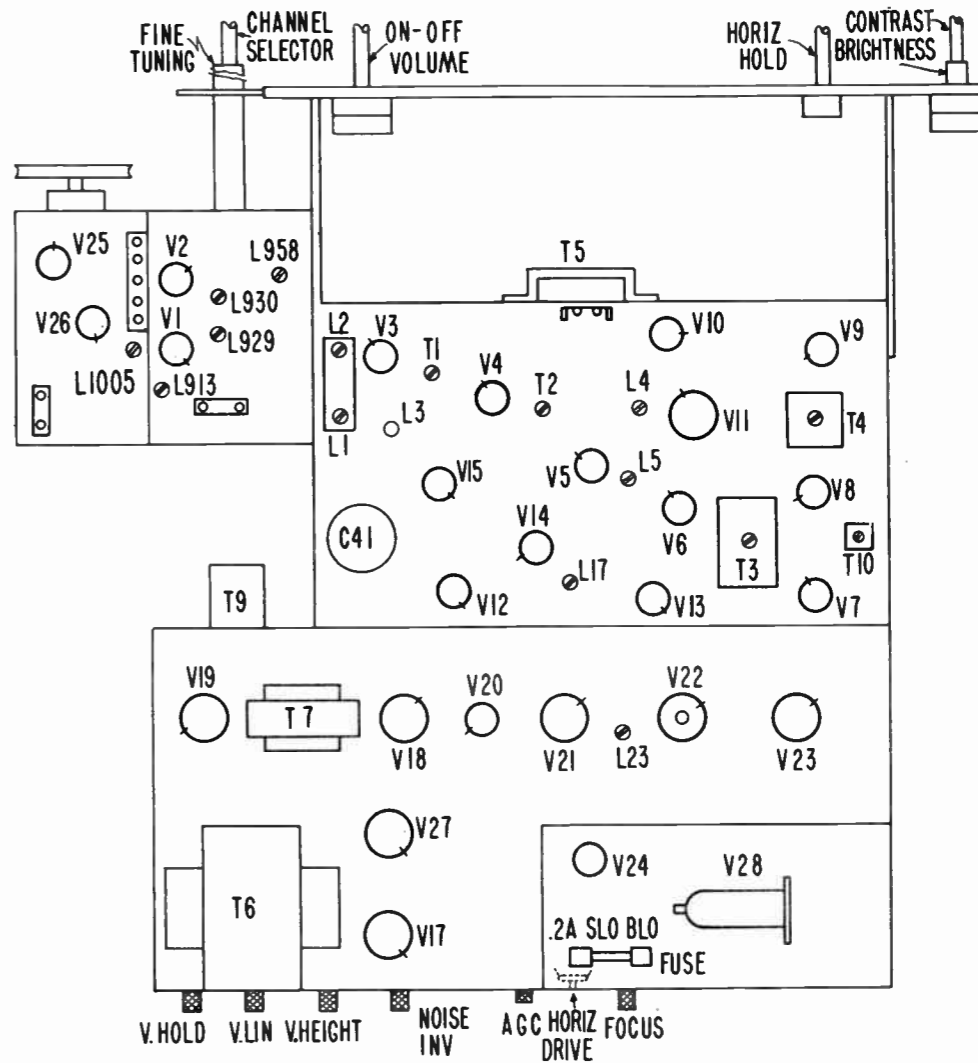 FINE
TUNING
CHANNEL
SELECTOR
ON-OFF
VOLUME
HORIZ
HOLD
CONTRAST
BRIGHTNESS
V25
V2
L958
T5
V26
V1
L930
L929
L2
V3
T1
V4
T2
L4
V10
V9
L1005
L913
L1
L3
V11
T4
V15
V5
L5
V8
C41
V14
V6
T3
T10
L17
T9
V12
V13
V7
V19
T7
V18
V20
V21
L23
V22
V23
V27
V24
V28
T6
V17
.2A SLO BLO
FUSE
V.HOLD
V.LIN
V.HEIGHT
NOISE
INV
AGC
HORIZ
DRIVE
FOCUS